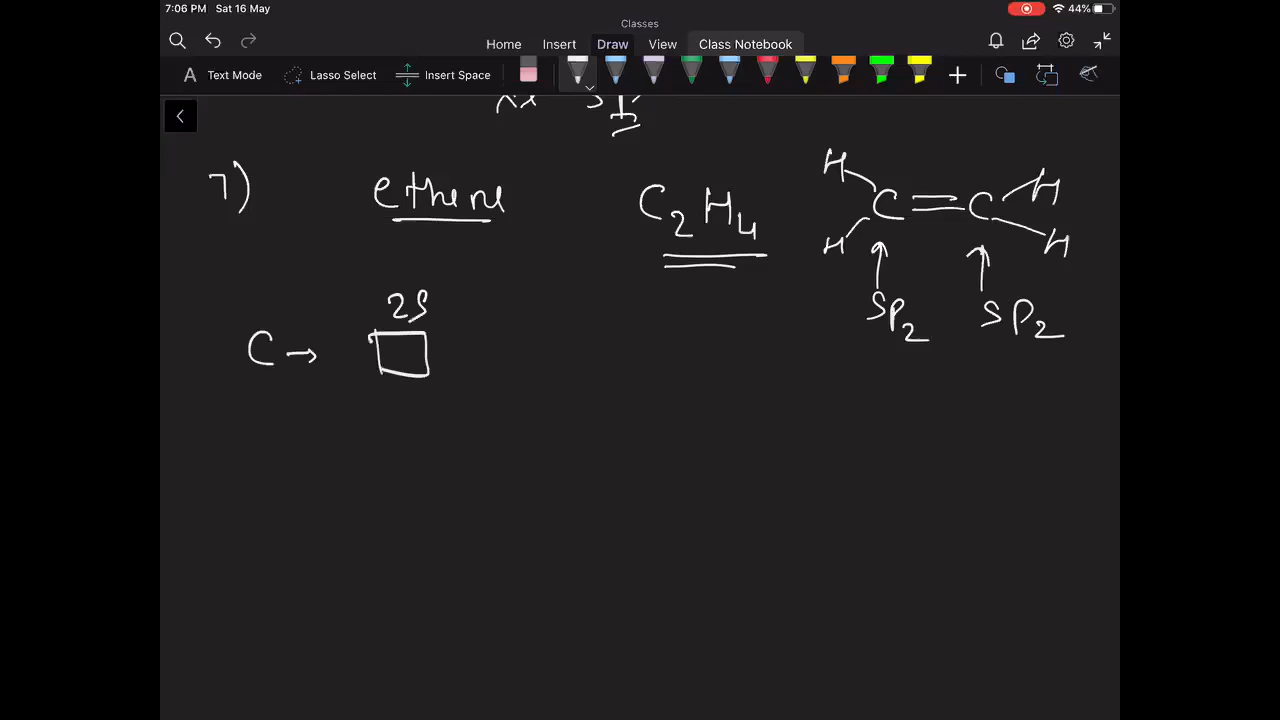 7:06 PM Sat 16 May
44%
Classes
Home Insert Draw View Class Notebook
Text Mode Lasso Select Insert Space
7) ethene C2H4
H H
C = C
H H
SP2 SP2
2S
C →